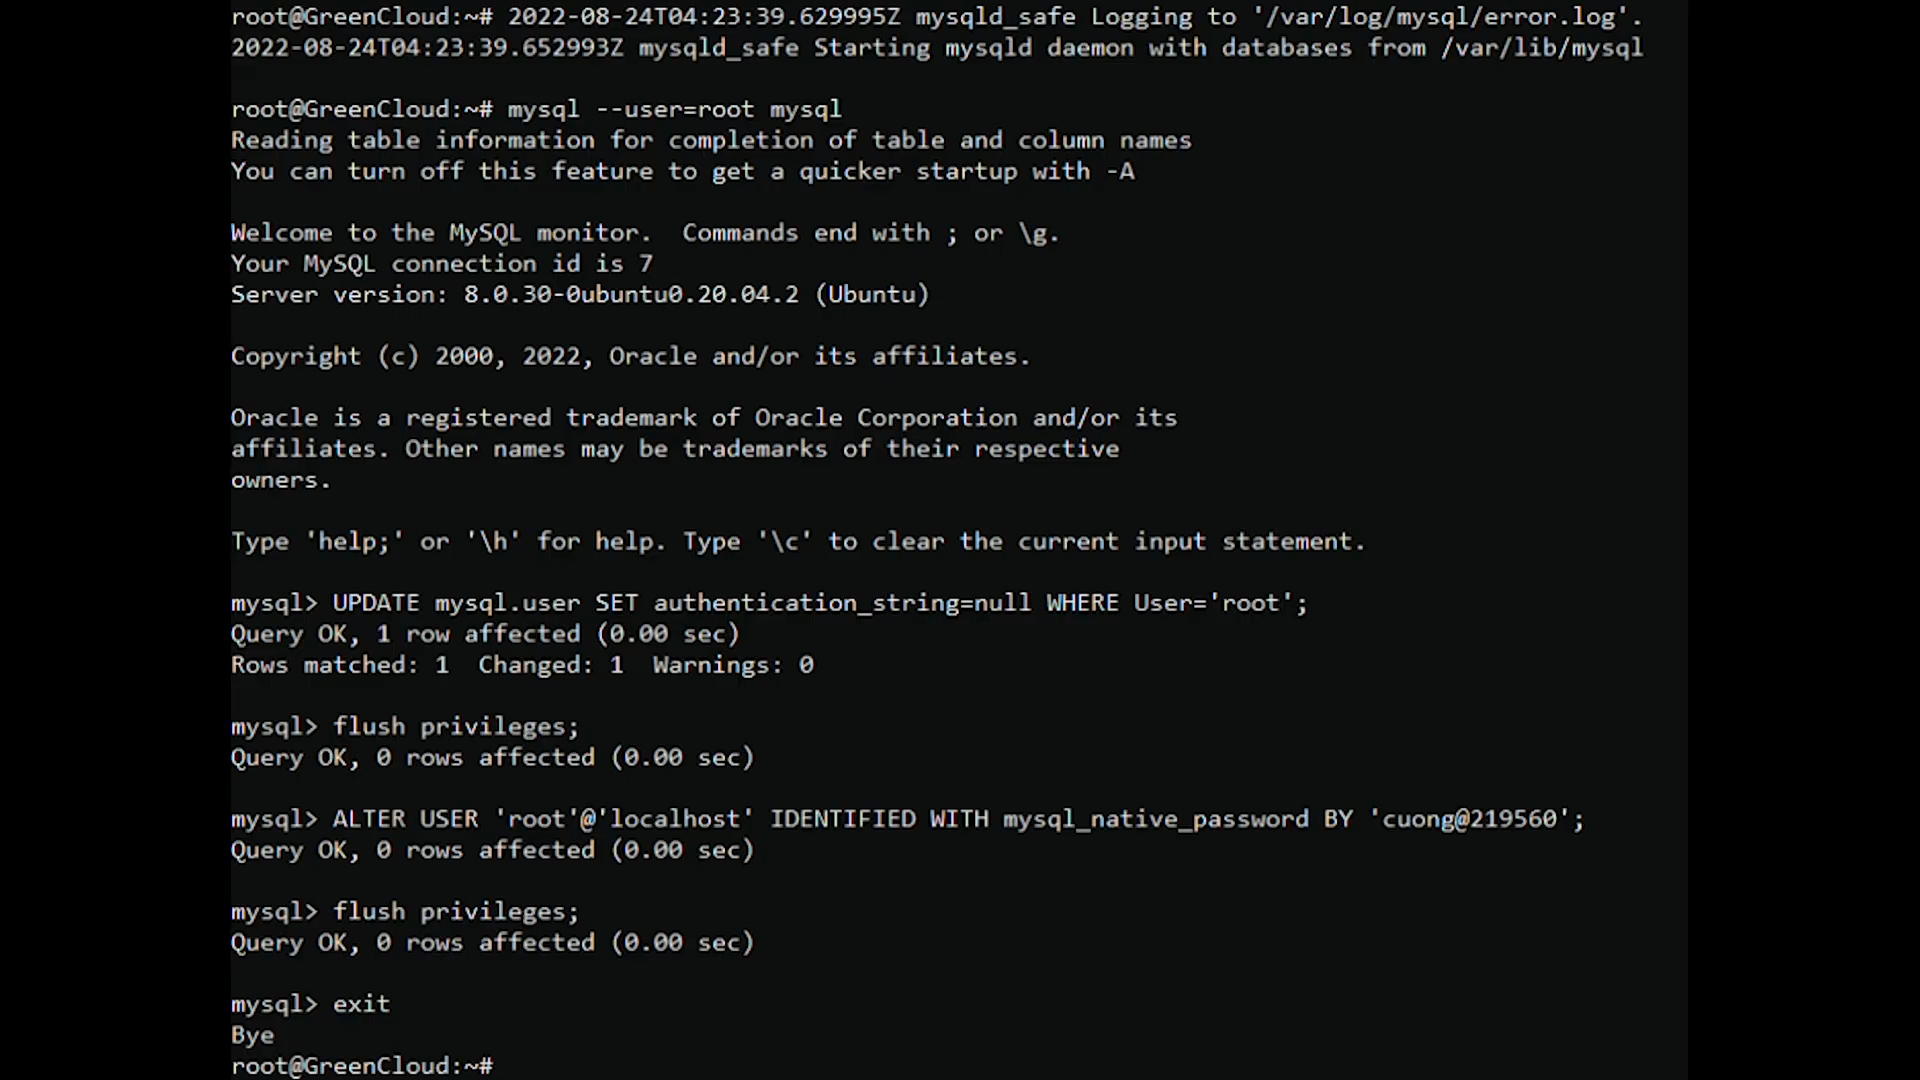 root@GreenCloud:~# 2022-08-24T04:23:39.629995Z mysqld_safe Logging to '/var/log/mysql/error.log'.
2022-08-24T04:23:39.652993Z mysqld_safe Starting mysqld daemon with databases from /var/lib/mysql
root@GreenCloud:~# mysql --user=root mysql
Reading table information for completion of table and column names
You can turn off this feature to get a quicker startup with -A
Welcome to the MySQL monitor.  Commands end with ; or \g.
Your MySQL connection id is 7
Server version: 8.0.30-0ubuntu0.20.04.2 (Ubuntu)
Copyright (c) 2000, 2022, Oracle and/or its affiliates.
Oracle is a registered trademark of Oracle Corporation and/or its
affiliates. Other names may be trademarks of their respective
owners.
Type 'help;' or '\h' for help. Type '\c' to clear the current input statement.
mysql> UPDATE mysql.user SET authentication_string=null WHERE User='root';
Query OK, 1 row affected (0.00 sec)
Rows matched: 1  Changed: 1  Warnings: 0
mysql> flush privileges;
Query OK, 0 rows affected (0.00 sec)
mysql> ALTER USER 'root'@'localhost' IDENTIFIED WITH mysql_native_password BY 'cuong@219560';
Query OK, 0 rows affected (0.00 sec)
mysql> flush privileges;
Query OK, 0 rows affected (0.00 sec)
mysql> exit
Bye
root@GreenCloud:~#